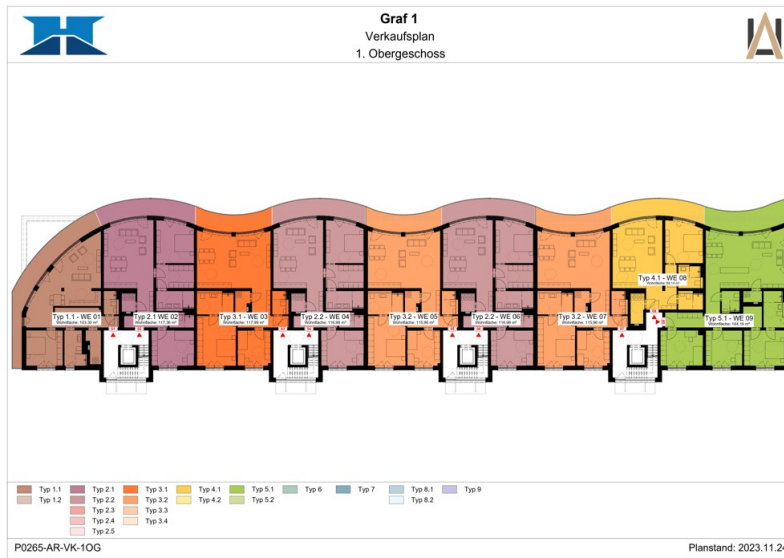 Graf 1
Verkaufsplan
1. Obergeschoss
Typ 4.1 - WE 08
Typ 1.1 - WE 01
Typ 2.1 WE 02
Wohnfläche: 117,36 m²
Typ 3.1 - WE 03
Typ 2.2 - WE 04
Typ 3.2 - WE 05
Typ 2.2 - WE 06
Typ 3.2 - WE 07
Typ 5.1 - WE 09
Typ 1.1
Typ 2.1
Typ 3.1
Typ 4.1
Typ 5.1
Typ 6
Typ 7
Typ 8.1
Typ 9
Typ 1.2
Typ 2.2
Typ 3.2
Typ 4.2
Typ 5.2
Typ 8.2
Typ 2.3
Typ 3.3
Typ 2.4
Typ 3.4
Typ 2.5
P0265-AR-VK-1OG
Planstand: 2023.11.24